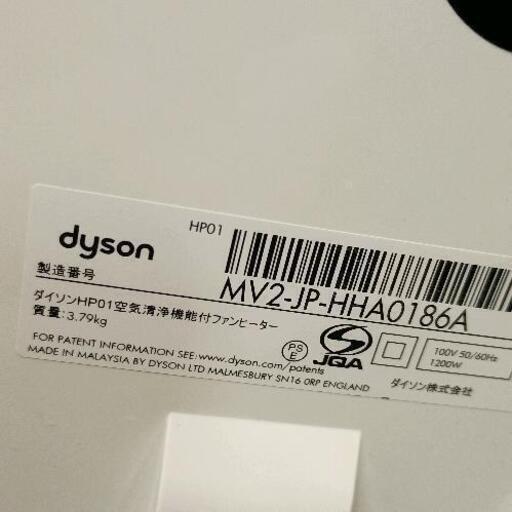 HP01
dyson
製造番号
MV2-JP-HHA0186A
ダイソンHP01空気清浄機能付ファンヒーター
質量:3.79kg
PS
E
JQA
100V 50/60Hz
1200W
FOR PATENT INFORMATION SEE: www.dyson.com/patents
MADE IN MALAYSIA BY DYSON LTD MALMESBURY SN16 0RP ENGLAND
ダイソン株式会社